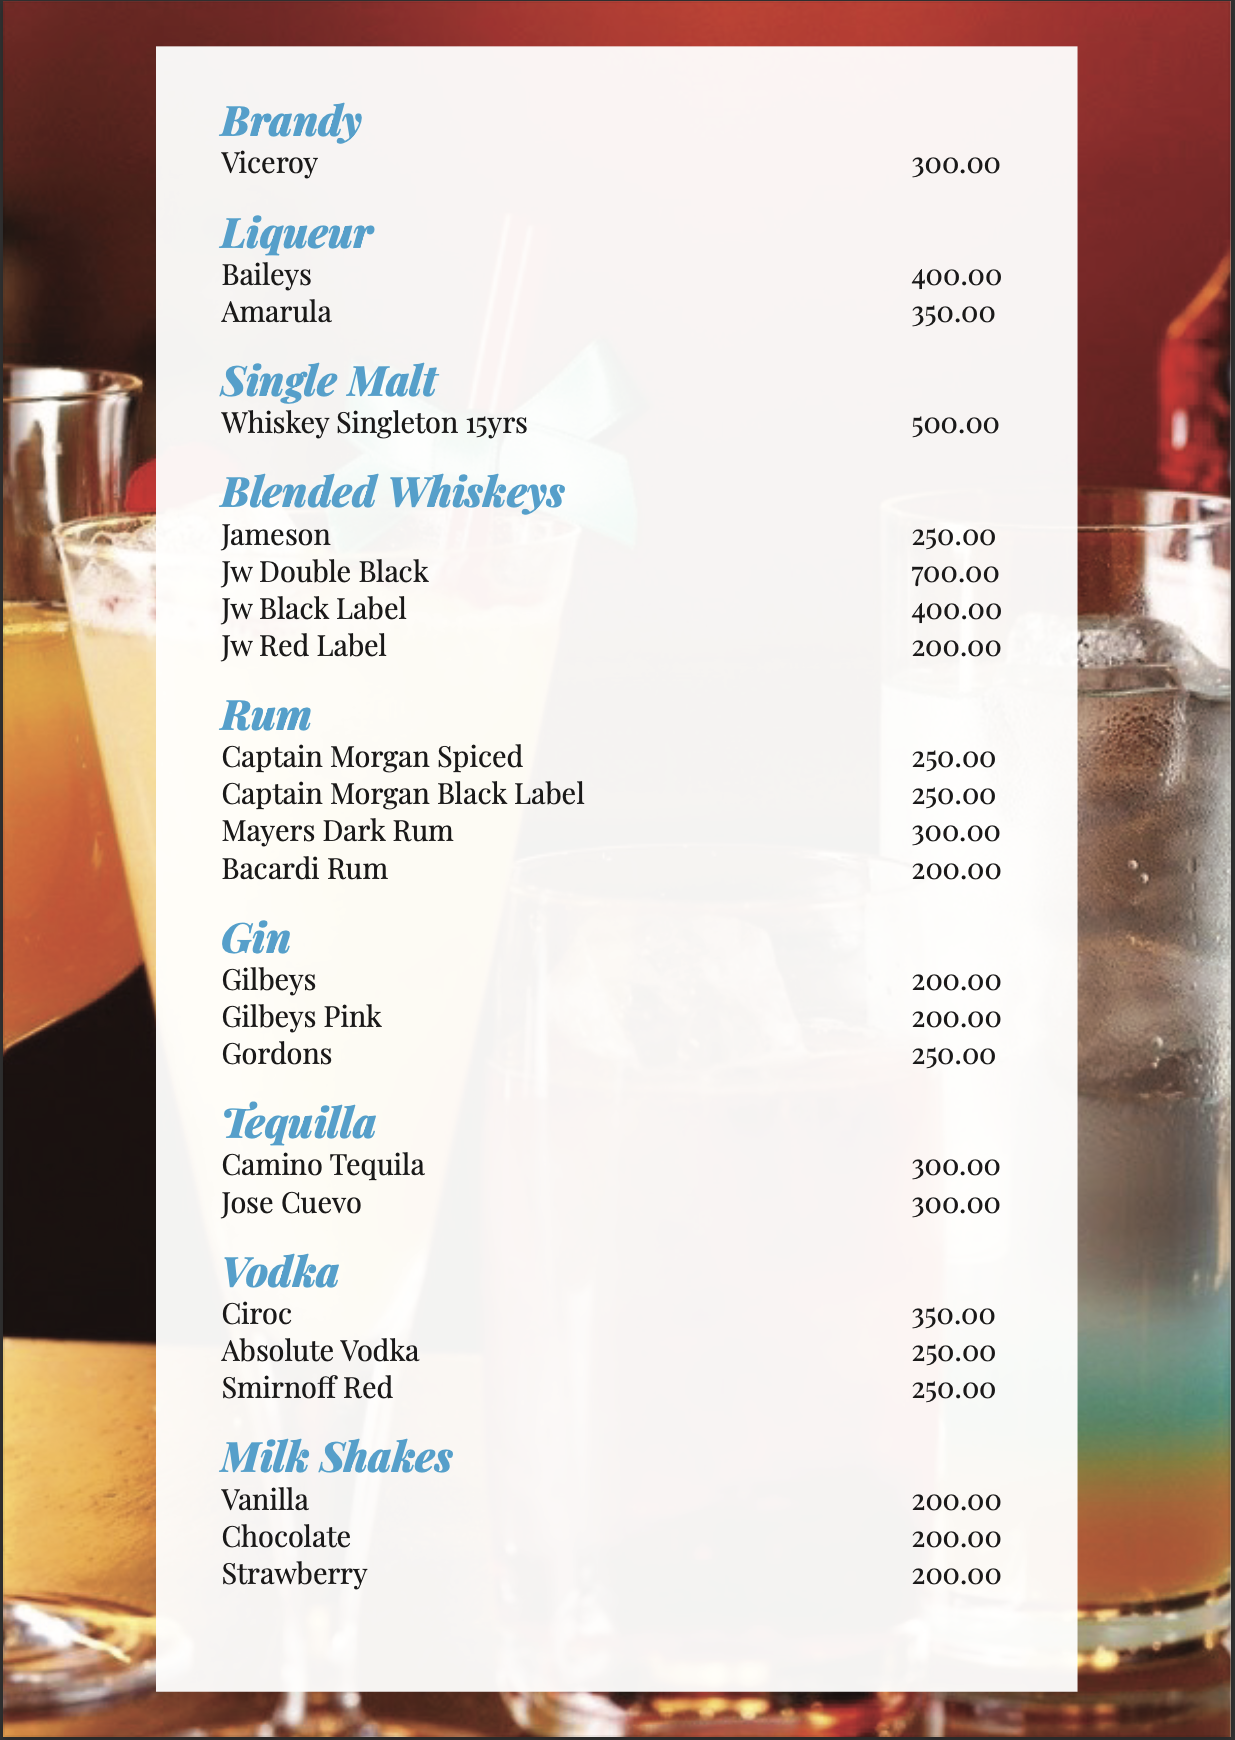 Brandy
Viceroy 300.00
Liqueur
Baileys 400.00
Amarula 350.00
Single Malt
Whiskey Singleton 15yrs 500.00
Blended Whiskeys
Jameson 250.00
Jw Double Black 700.00
Jw Black Label 400.00
Jw Red Label 200.00
Rum
Captain Morgan Spiced 250.00
Captain Morgan Black Label 250.00
Mayers Dark Rum 300.00
Bacardi Rum 200.00
Gin
Gilbeys 200.00
Gilbeys Pink 200.00
Gordons 250.00
Tequilla
Camino Tequila 300.00
Jose Cuevo 300.00
Vodka
Ciroc 350.00
Absolute Vodka 250.00
Smirnoff Red 250.00
Milk Shakes
Vanilla 200.00
Chocolate 200.00
Strawberry 200.00